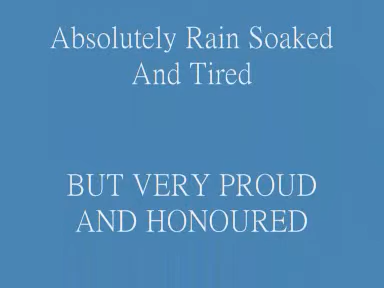 Absolutely Rain Soaked
And Tired
BUT VERY PROUD
AND HONOURED